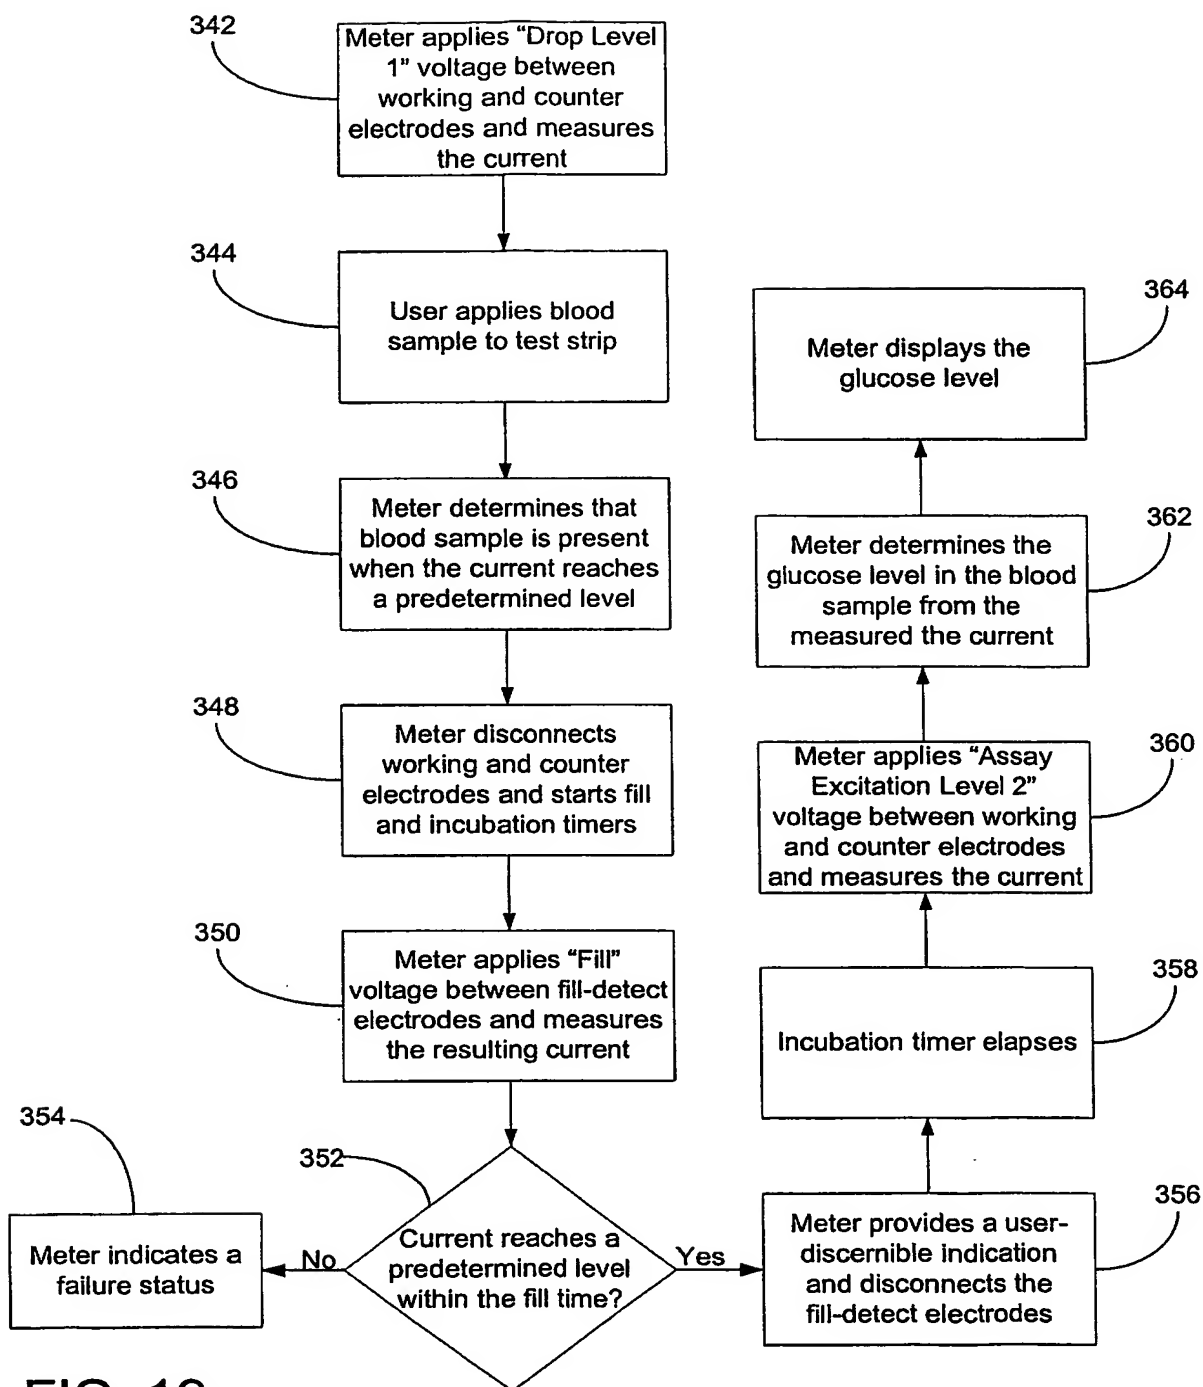 342
Meter applies “Drop Level
1” voltage between
working and counter
electrodes and measures
the current
344
User applies blood
sample to test strip
346
Meter determines that
blood sample is present
when the current reaches
a predetermined level
348
Meter disconnects
working and counter
electrodes and starts fill
and incubation timers
350
Meter applies “Fill”
voltage between fill-detect
electrodes and measures
the resulting current
352
Current reaches a
predetermined level
within the fill time?
No
354
Meter indicates a
failure status
Yes
356
Meter provides a user-
discernible indication
and disconnects the
fill-detect electrodes
358
Incubation timer elapses
360
Meter applies “Assay
Excitation Level 2”
voltage between working
and counter electrodes
and measures the current
362
Meter determines the
glucose level in the blood
sample from the
measured the current
364
Meter displays the
glucose level